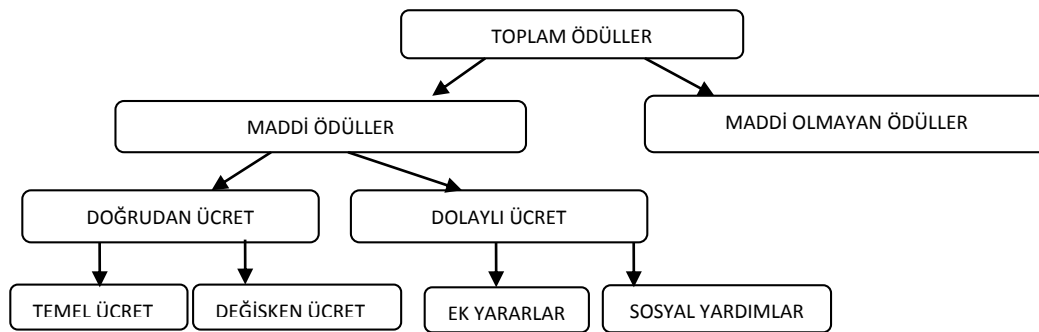 TOPLAM ÖDÜLLER
MADDİ ÖDÜLLER
MADDİ OLMAYAN ÖDÜLLER
DOĞRUDAN ÜCRET
DOLAYLI ÜCRET
TEMEL ÜCRET
DEĞİŞKEN ÜCRET
EK YARARLAR
SOSYAL YARDIMLAR